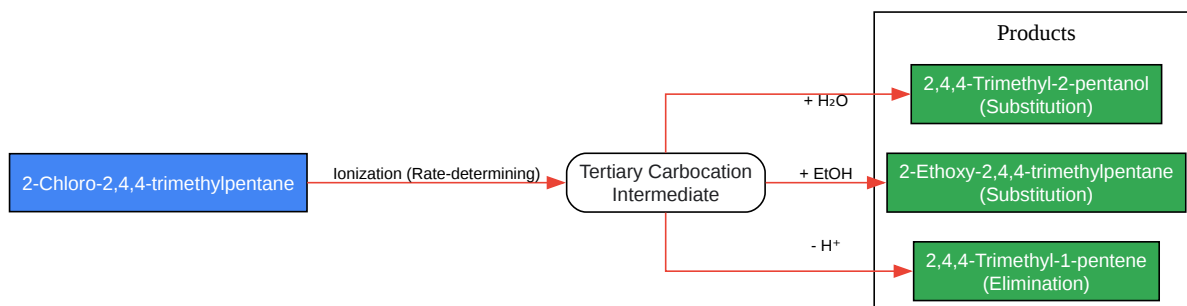 Products
2,4,4-Trimethyl-2-pentanol
(Substitution)
+ H₂O
2-Chloro-2,4,4-trimethylpentane
Ionization (Rate-determining)
Tertiary Carbocation
Intermediate
+ EtOH
2-Ethoxy-2,4,4-trimethylpentane
(Substitution)
- H⁺
2,4,4-Trimethyl-1-pentene
(Elimination)